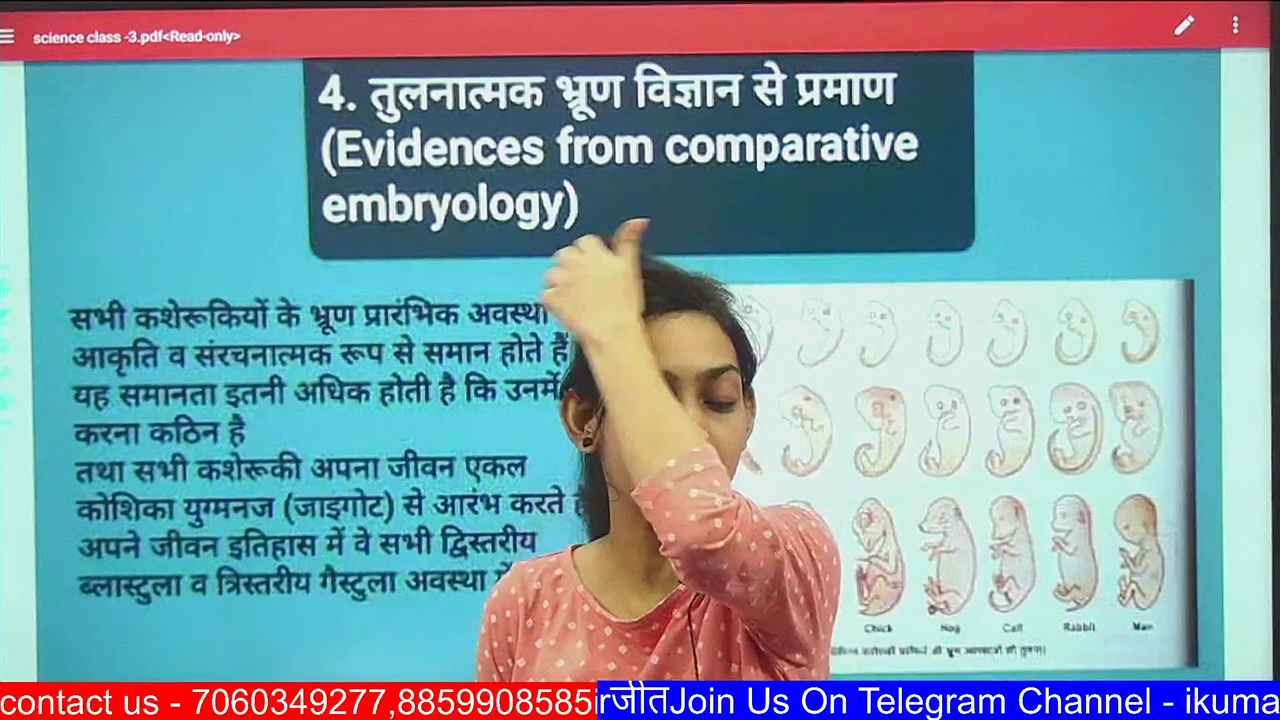 science class -3.pdf<Read-only>
4. तुलनात्मक भ्रूण विज्ञान से प्रमाण
(Evidences from comparative
embryology)
सभी कशेरूकियों के भ्रूण प्रारंभिक अवस्था
आकृति व संरचनात्मक रूप से समान होते हैं
यह समानता इतनी अधिक होती है कि उनमें
करना कठिन है
तथा सभी कशेरूकी अपना जीवन एकल
कोशिका युग्मनज (जाइगोट) से आरंभ करते
अपने जीवन इतिहास में वे सभी द्विस्तरीय
ब्लास्टुला व त्रिस्तरीय गैस्टुला अवस्था
Chick Hog Calf Rabbit Man
contact us - 7060349277,8859908585
रजीतJoin Us On Telegram Channel - ikuma